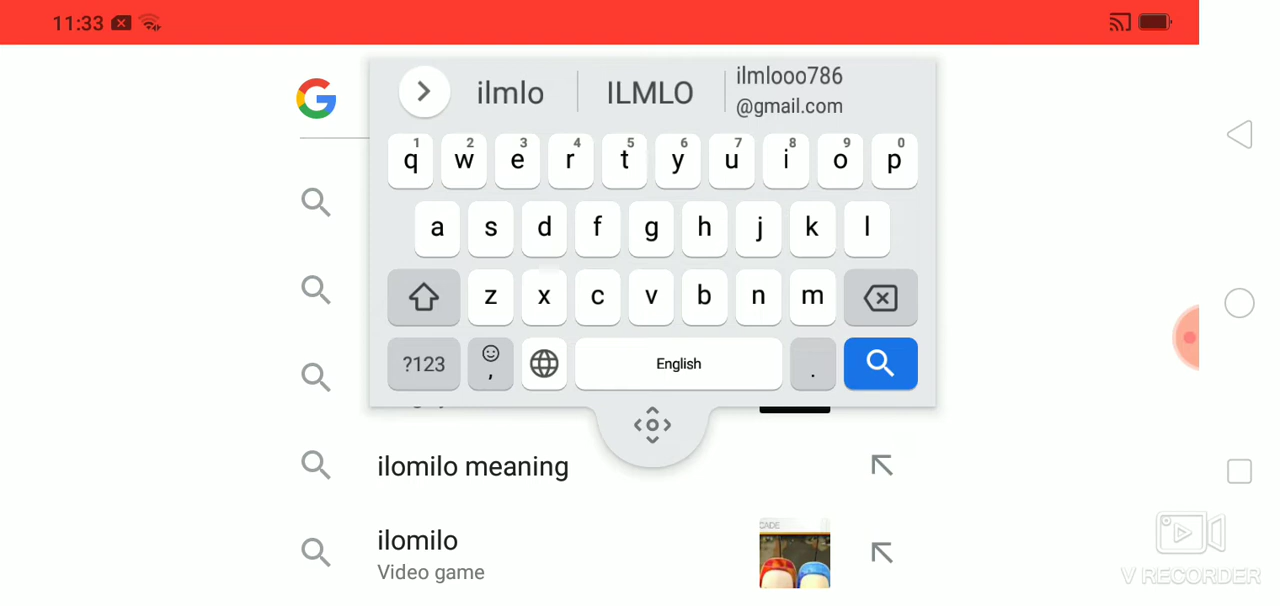 11:33
ilmlo ILMLO ilmlooo786
@gmail.com
1 2 3 4 5 6 7 8 9 0
q w e r t y u i o p
a s d f g h j k l
z x c v b n m
?123 , English .
ilomilo meaning
ilomilo
Video game
CADE
V RECORDER